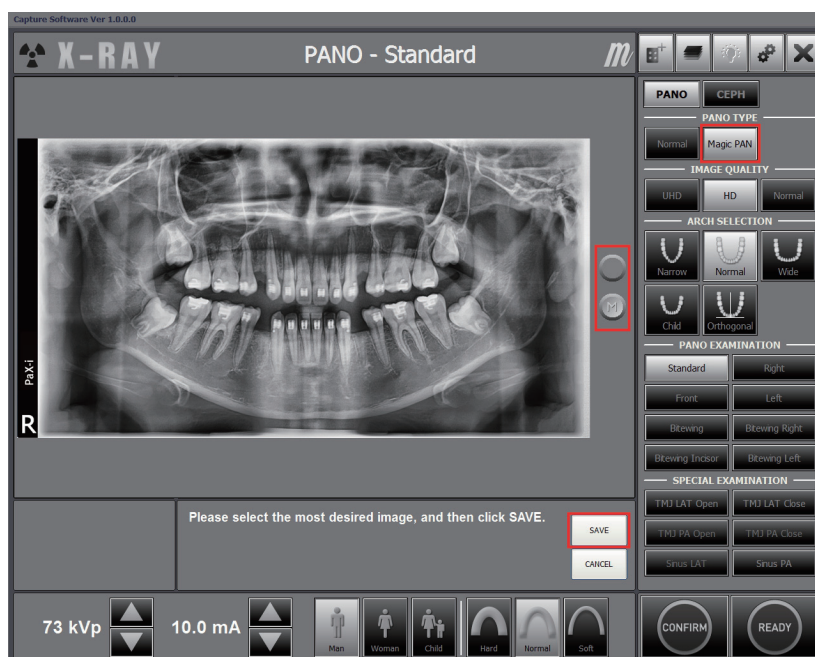 Capture Software Ver 1.0.0.0
X-RAY
PANO - Standard
m
PANO
CEPH
PANO TYPE
Normal
Magic PAN
IMAGE QUALITY
UHD
HD
Normal
ARCH SELECTION
Narrow
Normal
Wide
Child
Orthogonal
PANO EXAMINATION
Standard
Right
Front
Left
Bitewing
Bitewing Right
Bitewing Incisor
Bitewing Left
SPECIAL EXAMINATION
TMJ LAT Open
TMJ LAT Close
TMJ PA Open
TMJ PA Close
Sinus LAT
Sinus PA
M
PaX-i
R
Please select the most desired image, and then click SAVE.
SAVE
CANCEL
73 kVp
10.0 mA
Man
Woman
Child
Hard
Normal
Soft
CONFIRM
READY